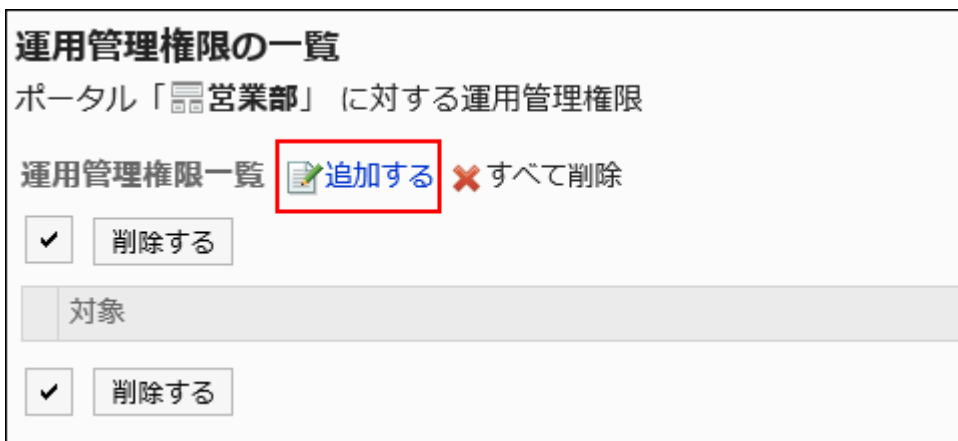 運用管理権限の一覧
ポータル「営業部」 に対する運用管理権限
運用管理権限一覧 追加する すべて削除
削除する
対象
削除する